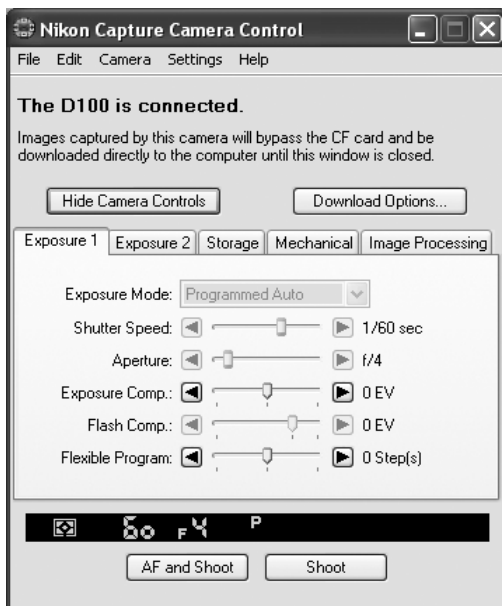 Nikon Capture Camera Control
File Edit Camera Settings Help
The D100 is connected.
Images captured by this camera will bypass the CF card and be
downloaded directly to the computer until this window is closed.
Hide Camera Controls Download Options...
Exposure 1 Exposure 2 Storage Mechanical Image Processing
Exposure Mode: Programmed Auto
Shutter Speed: 1/60 sec
Aperture: f/4
Exposure Comp.: 0 EV
Flash Comp.: 0 EV
Flexible Program: 0 Step(s)
60 F4 P
AF and Shoot Shoot